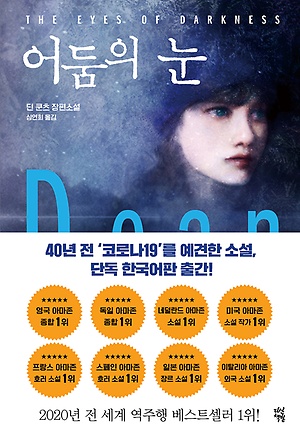 THE EYES OF DARKNESS
어둠의 눈
딘 쿤츠 장편소설
심연희 옮김
Dean
40년 전 ‘코로나19’를 예견한 소설,
단독 한국어판 출간!
★★★★★ ★★★★★ ★★★★★ ★★★★★
영국 아마존 독일 아마존 네덜란드 아마존 미국 아마존
종합 1위 종합 1위 소설 1위 소설 작가 1위
★★★★★ ★★★★★ ★★★★★ ★★★★★
프랑스 아마존 스페인 아마존 일본 아마존 이탈리아 아마존
호러 소설 1위 호러 소설 1위 장르 소설 1위 외국 소설 1위
2020년 전 세계 역주행 베스트셀러 1위!
다산책방